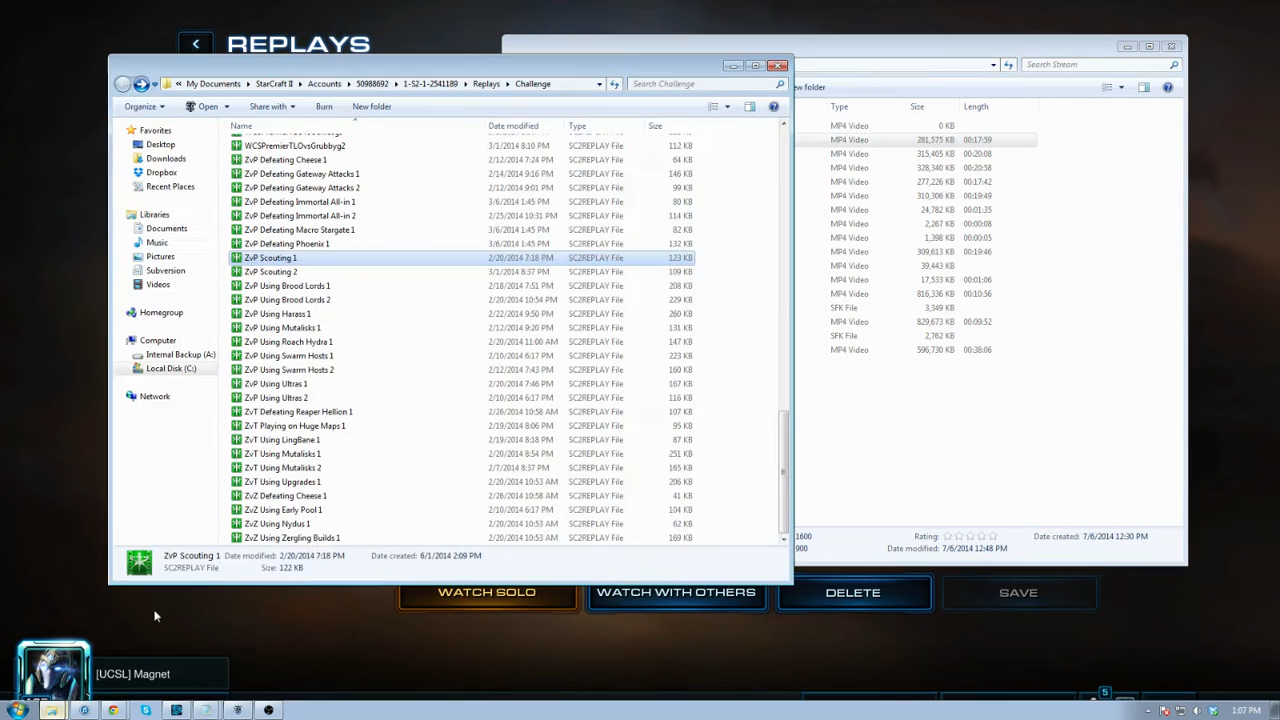 REPLAYS
« My Documents ▸ StarCraft II ▸ Accounts ▸ 50988692 ▸ 1-S2-1-2541189 ▸ Replays ▸ Challenge
Search Challenge
Search Stream
Organize Open Share with Burn New folder
ew folder
Name Date modified Type Size
Type Size Length
Favorites
Desktop
Downloads
Dropbox
Recent Places
Libraries
Documents
Music
Pictures
Subversion
Videos
Homegroup
Computer
Internal Backup (A:)
Local Disk (C:)
Network
WCSPremierTLOvsGrubbyg2 3/1/2014 8:10 PM SC2REPLAY File 112 KB
ZvP Defeating Cheese 1 2/12/2014 7:24 PM SC2REPLAY File 64 KB
ZvP Defeating Gateway Attacks 1 2/14/2014 9:16 PM SC2REPLAY File 146 KB
ZvP Defeating Gateway Attacks 2 2/12/2014 9:01 PM SC2REPLAY File 99 KB
ZvP Defeating Immortal All-in 1 3/6/2014 1:45 PM SC2REPLAY File 80 KB
ZvP Defeating Immortal All-in 2 2/25/2014 10:31 PM SC2REPLAY File 114 KB
ZvP Defeating Macro Stargate 1 3/6/2014 1:45 PM SC2REPLAY File 82 KB
ZvP Defeating Phoenix 1 3/6/2014 1:45 PM SC2REPLAY File 132 KB
ZvP Scouting 1 2/20/2014 7:18 PM SC2REPLAY File 123 KB
ZvP Scouting 2 3/1/2014 8:37 PM SC2REPLAY File 109 KB
ZvP Using Brood Lords 1 2/18/2014 7:51 PM SC2REPLAY File 208 KB
ZvP Using Brood Lords 2 2/20/2014 10:54 PM SC2REPLAY File 229 KB
ZvP Using Harass 1 2/22/2014 9:50 PM SC2REPLAY File 260 KB
ZvP Using Mutalisks 1 2/12/2014 9:20 PM SC2REPLAY File 131 KB
ZvP Using Roach Hydra 1 2/20/2014 11:00 AM SC2REPLAY File 147 KB
ZvP Using Swarm Hosts 1 2/10/2014 6:17 PM SC2REPLAY File 223 KB
ZvP Using Swarm Hosts 2 2/12/2014 7:43 PM SC2REPLAY File 160 KB
ZvP Using Ultras 1 2/20/2014 7:46 PM SC2REPLAY File 167 KB
ZvP Using Ultras 2 2/10/2014 6:17 PM SC2REPLAY File 116 KB
ZvT Defeating Reaper Hellion 1 2/26/2014 10:58 AM SC2REPLAY File 107 KB
ZvT Playing on Huge Maps 1 2/19/2014 8:06 PM SC2REPLAY File 95 KB
ZvT Using LingBane 1 2/19/2014 8:18 PM SC2REPLAY File 87 KB
ZvT Using Mutalisks 1 2/20/2014 8:54 PM SC2REPLAY File 251 KB
ZvT Using Mutalisks 2 2/7/2014 8:37 PM SC2REPLAY File 165 KB
ZvT Using Upgrades 1 2/20/2014 10:53 AM SC2REPLAY File 206 KB
ZvZ Defeating Cheese 1 2/26/2014 10:58 AM SC2REPLAY File 41 KB
ZvZ Using Early Pool 1 2/10/2014 6:17 PM SC2REPLAY File 104 KB
ZvZ Using Nydus 1 2/20/2014 10:53 AM SC2REPLAY File 62 KB
ZvZ Using Zergling Builds 1 2/20/2014 10:53 AM SC2REPLAY File 169 KB
MP4 Video 0 KB
MP4 Video 281,575 KB 00:17:59
MP4 Video 315,405 KB 00:20:08
MP4 Video 328,340 KB 00:20:58
MP4 Video 277,226 KB 00:17:42
MP4 Video 310,306 KB 00:19:49
MP4 Video 24,782 KB 00:01:35
MP4 Video 2,267 KB 00:00:08
MP4 Video 1,398 KB 00:00:05
MP4 Video 309,613 KB 00:19:46
MP4 Video 39,443 KB
MP4 Video 17,533 KB 00:01:06
MP4 Video 816,336 KB 00:10:56
SFK File 3,349 KB
MP4 Video 829,673 KB 00:09:52
SFK File 2,762 KB
MP4 Video 596,730 KB 00:38:06
ZvP Scouting 1 Date modified: 2/20/2014 7:18 PM Date created: 6/1/2014 2:09 PM
SC2REPLAY File Size: 122 KB
1600 Rating: ☆☆☆☆☆ Date created: 7/6/2014 12:30 PM
900 Date modified: 7/6/2014 12:48 PM
WATCH SOLO
WATCH WITH OTHERS
DELETE
SAVE
[UCSL] Magnet
5
1:07 PM